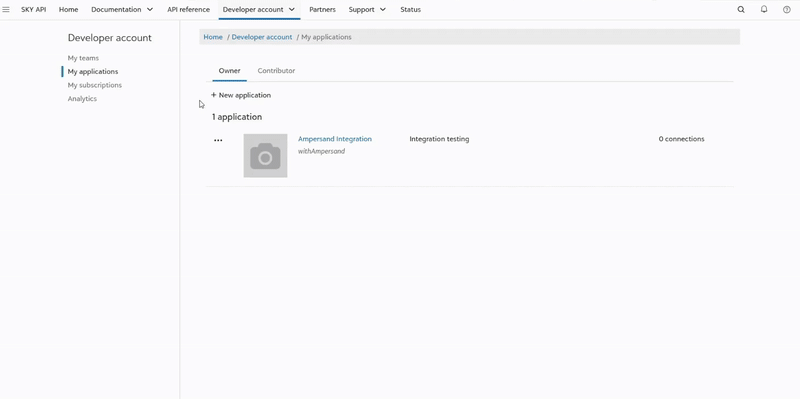 SKY API Home Documentation API reference Developer account Partners Support Status
Developer account
My teams
My applications
My subscriptions
Analytics
Home / Developer account / My applications
Owner Contributor
+ New application
1 application
Ampersand Integration Integration testing 0 connections
withAmpersand